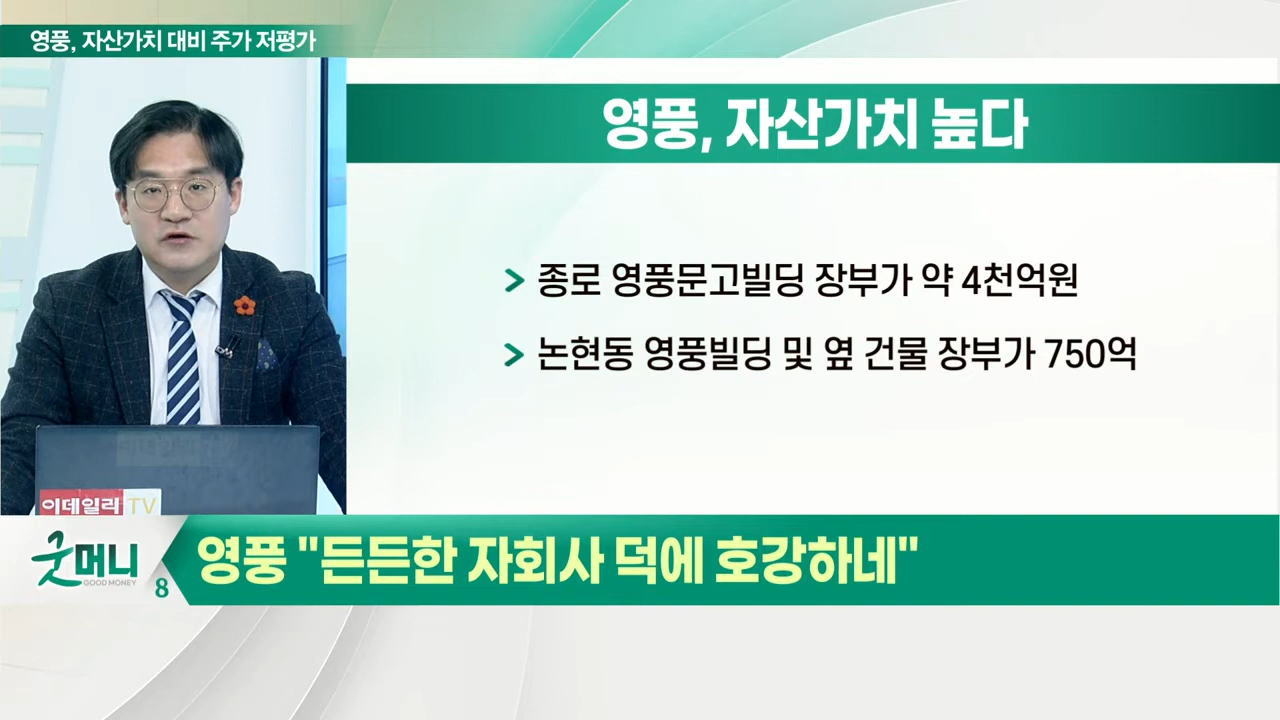 영풍, 자산가치 대비 주가 저평가
영풍, 자산가치 높다
> 종로 영풍문고빌딩 장부가 약 4천억원
> 논현동 영풍빌딩 및 옆 건물 장부가 750억
이데일리 TV
굿머니
GOOD MONEY
8
영풍 "든든한 자회사 덕에 호강하네"